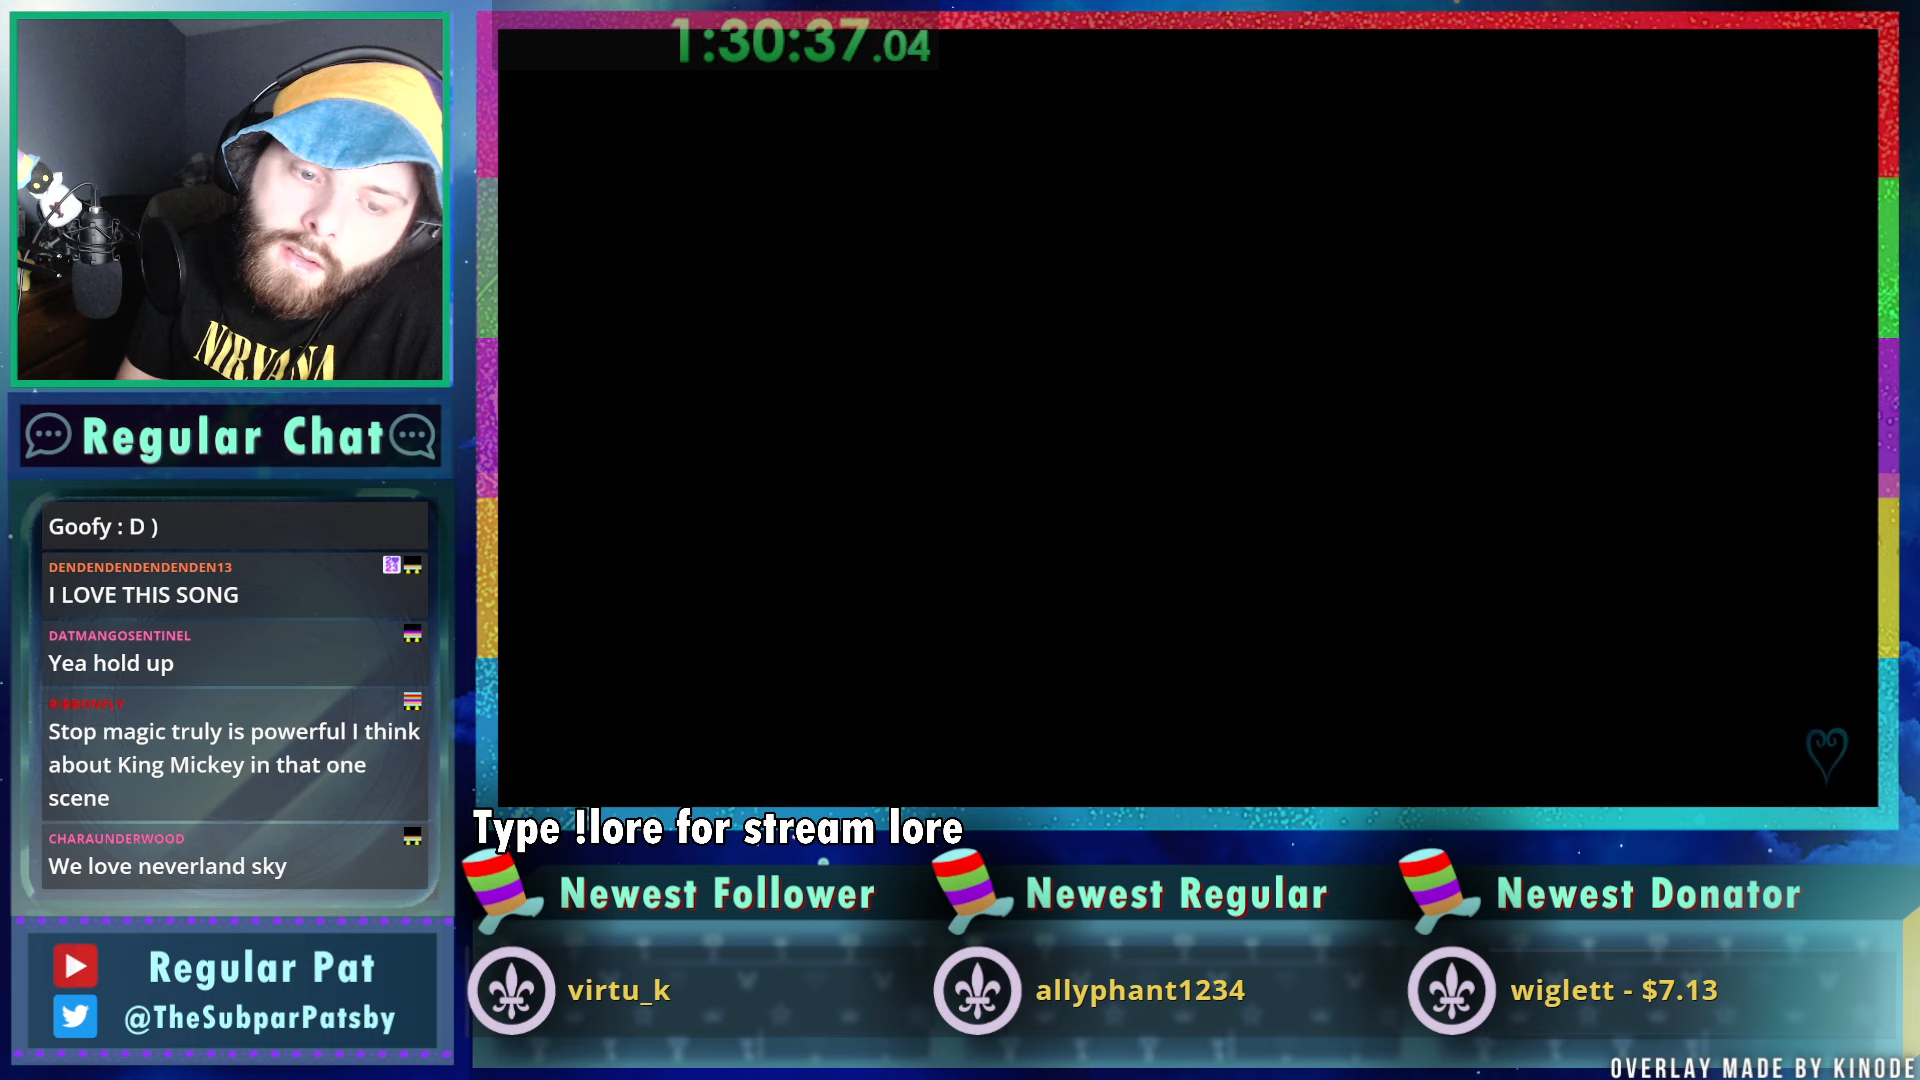 1:30:37.04
NIRVANA
Regular Chat
Goofy : D )
DENDENDENDENDENDEN13
I LOVE THIS SONG
DATMANGOSENTINEL
Yea hold up
RIBBONFLY
Stop magic truly is powerful I think
about King Mickey in that one
scene
CHARAUNDERWOOD
We love neverland sky
Regular Pat
@TheSubparPatsby
Type !lore for stream lore
Newest Follower
virtu_k
Newest Regular
allyphant1234
Newest Donator
wiglett - $7.13
OVERLAY MADE BY KINODE